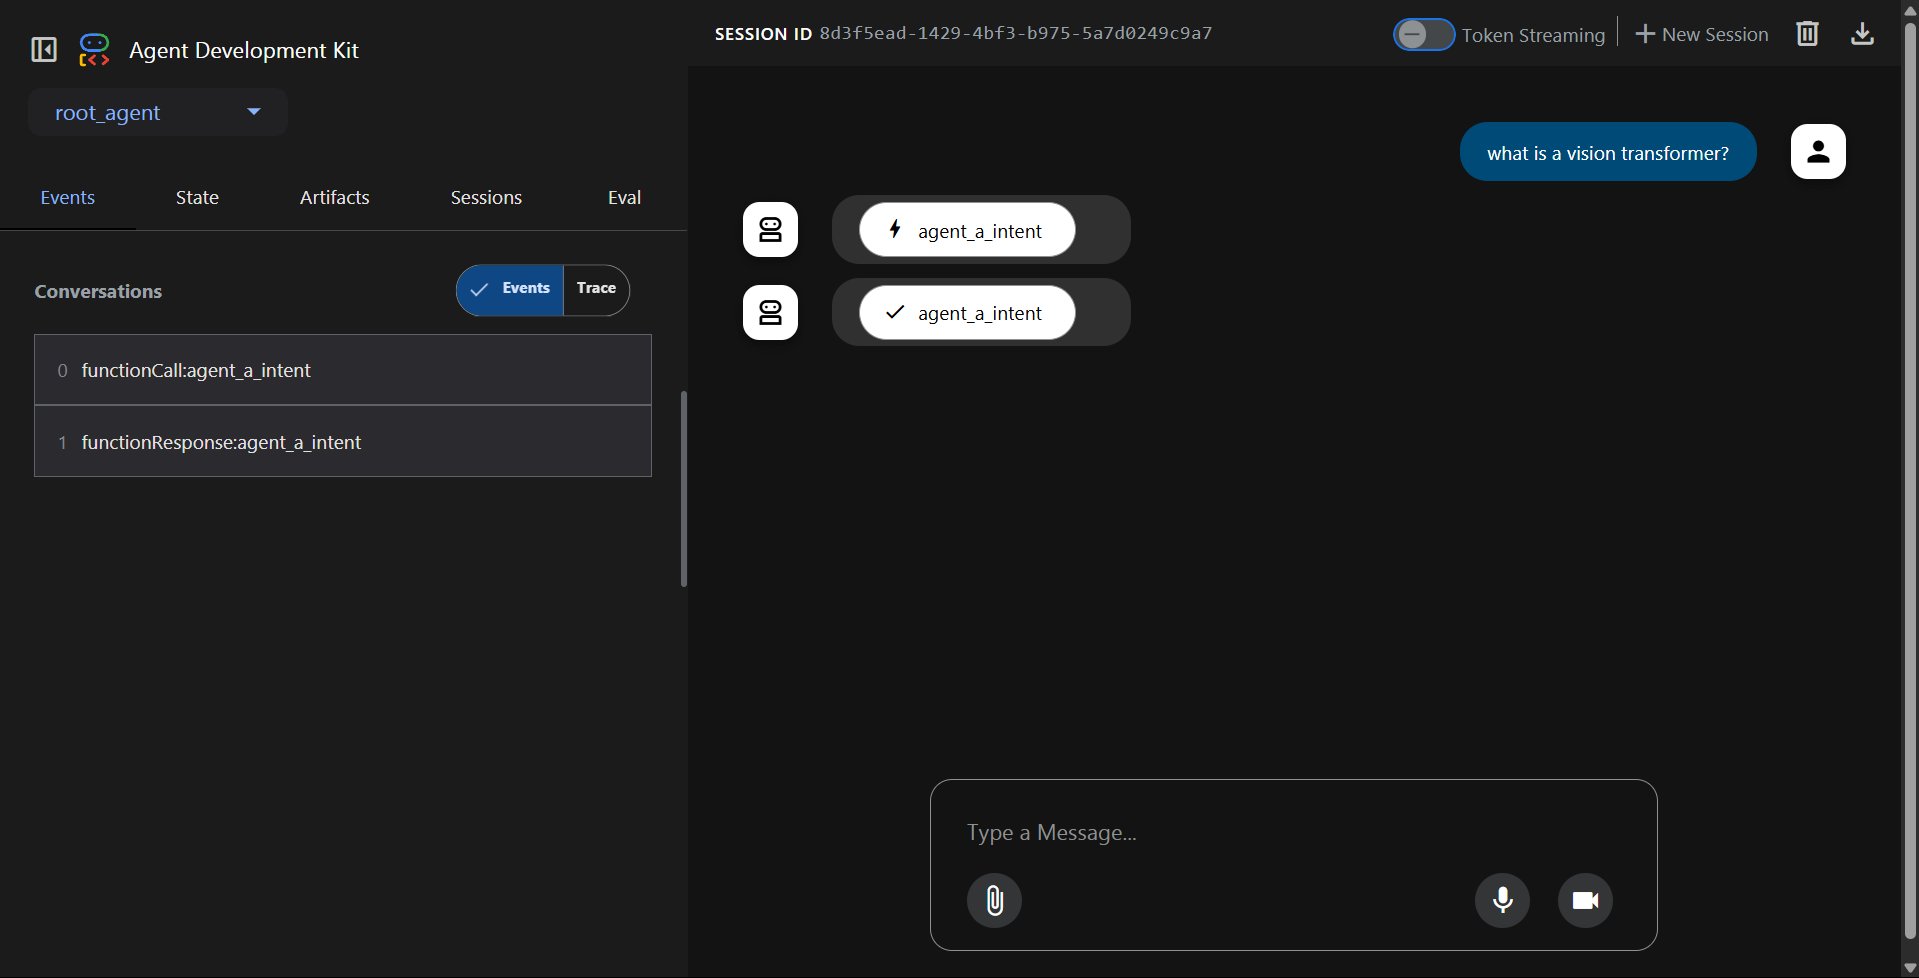 Agent Development Kit
root_agent
Events State Artifacts Sessions Eval
Conversations
Events Trace
0 functionCall:agent_a_intent
1 functionResponse:agent_a_intent
SESSION ID 8d3f5ead-1429-4bf3-b975-5a7d0249c9a7
Token Streaming
New Session
what is a vision transformer?
agent_a_intent
agent_a_intent
Type a Message...